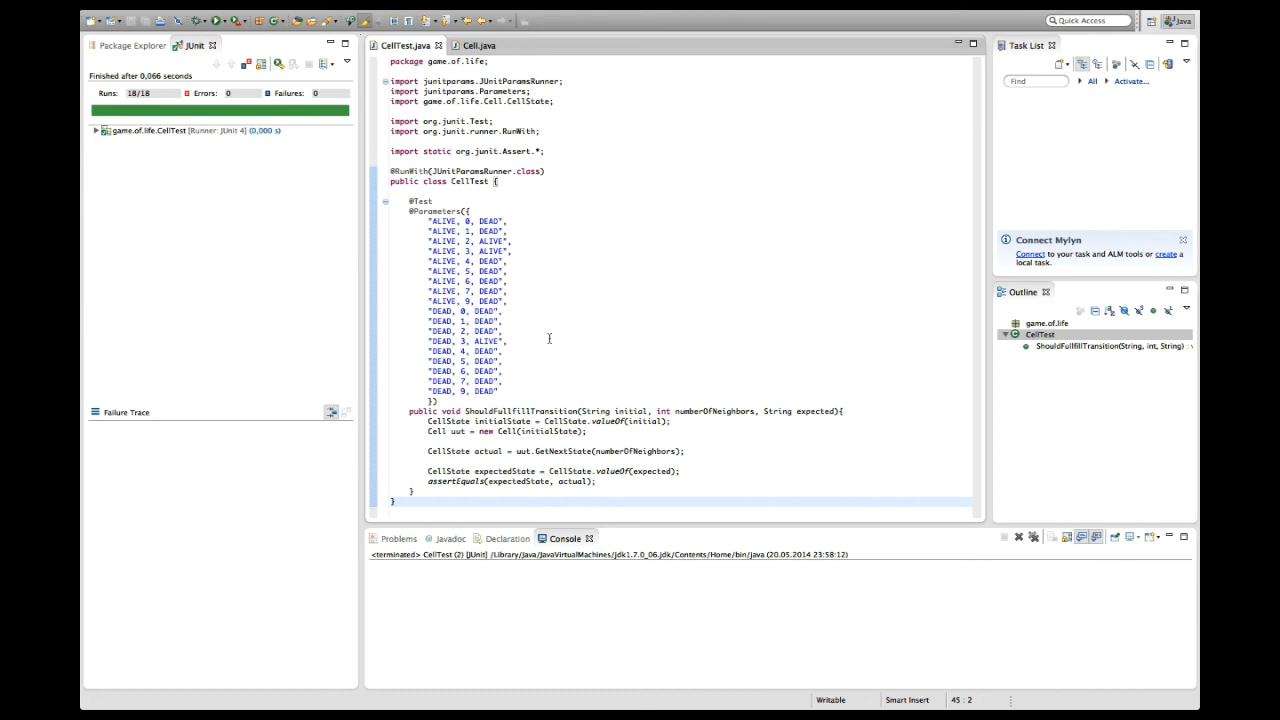 Quick Access
Java
Package Explorer
JUnit
Finished after 0,066 seconds
Runs: 18/18
Errors: 0
Failures: 0
game.of.life.CellTest [Runner: JUnit 4] (0,000 s)
Failure Trace
CellTest.java
Cell.java
package game.of.life;
import junitparams.JUnitParamsRunner;
import junitparams.Parameters;
import game.of.life.Cell.CellState;
import org.junit.Test;
import org.junit.runner.RunWith;
import static org.junit.Assert.*;
@RunWith(JUnitParamsRunner.class)
public class CellTest {
@Test
@Parameters({
"ALIVE, 0, DEAD",
"ALIVE, 1, DEAD",
"ALIVE, 2, ALIVE",
"ALIVE, 3, ALIVE",
"ALIVE, 4, DEAD",
"ALIVE, 5, DEAD",
"ALIVE, 6, DEAD",
"ALIVE, 7, DEAD",
"ALIVE, 9, DEAD",
"DEAD, 0, DEAD",
"DEAD, 1, DEAD",
"DEAD, 2, DEAD",
"DEAD, 3, ALIVE",
"DEAD, 4, DEAD",
"DEAD, 5, DEAD",
"DEAD, 6, DEAD",
"DEAD, 7, DEAD",
"DEAD, 9, DEAD"
})
public void ShouldFullfillTransition(String initial, int numberOfNeighbors, String expected){
CellState initialState = CellState.valueOf(initial);
Cell uut = new Cell(initialState);
CellState actual = uut.GetNextState(numberOfNeighbors);
CellState expectedState = CellState.valueOf(expected);
assertEquals(expectedState, actual);
}
}
Task List
Find
All
Activate...
Connect Mylyn
Connect to your task and ALM tools or create a
local task.
Outline
game.of.life
CellTest
ShouldFullfillTransition(String, int, String) :
Problems
Javadoc
Declaration
Console
<terminated> CellTest (2) [JUnit] /Library/Java/JavaVirtualMachines/jdk1.7.0_06.jdk/Contents/Home/bin/java (20.05.2014 23:58:12)
Writable
Smart Insert
45 : 2